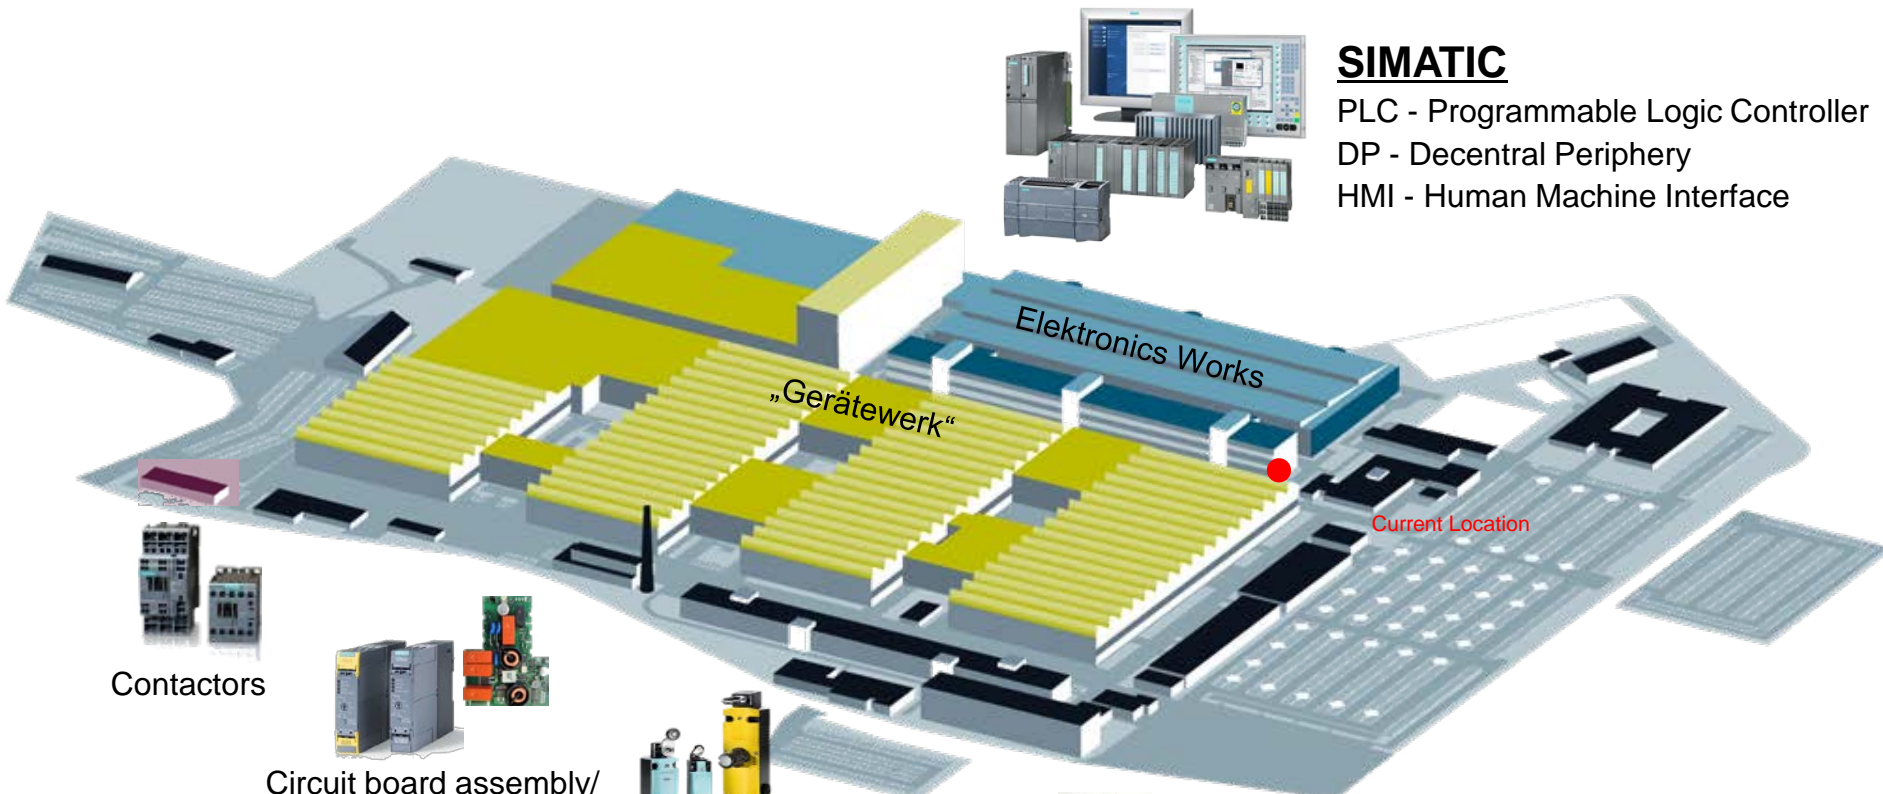 SIMATIC
PLC - Programmable Logic Controller
DP - Decentral Periphery
HMI - Human Machine Interface
Elektronics Works
„Gerätewerk“
Current Location
Contactors
Circuit board assembly/